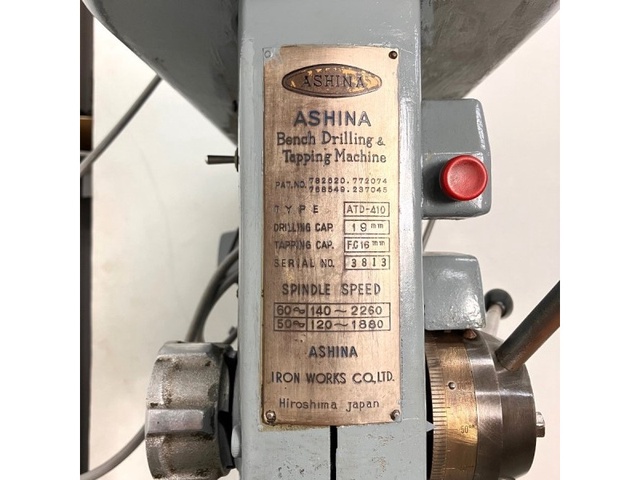 ASHINA
ASHINA
Bench Drilling &
Tapping Machine
PAT.NO. 782620. 772074
768549. 237045
TYPE ATD-410
DRILLING CAP. 19mm
TAPPING CAP. FC16mm
SERIAL NO. 3813
SPINDLE SPEED
60~ 140~2260
50~ 120~1880
ASHINA
IRON WORKS CO., LTD.
Hiroshima japan
50